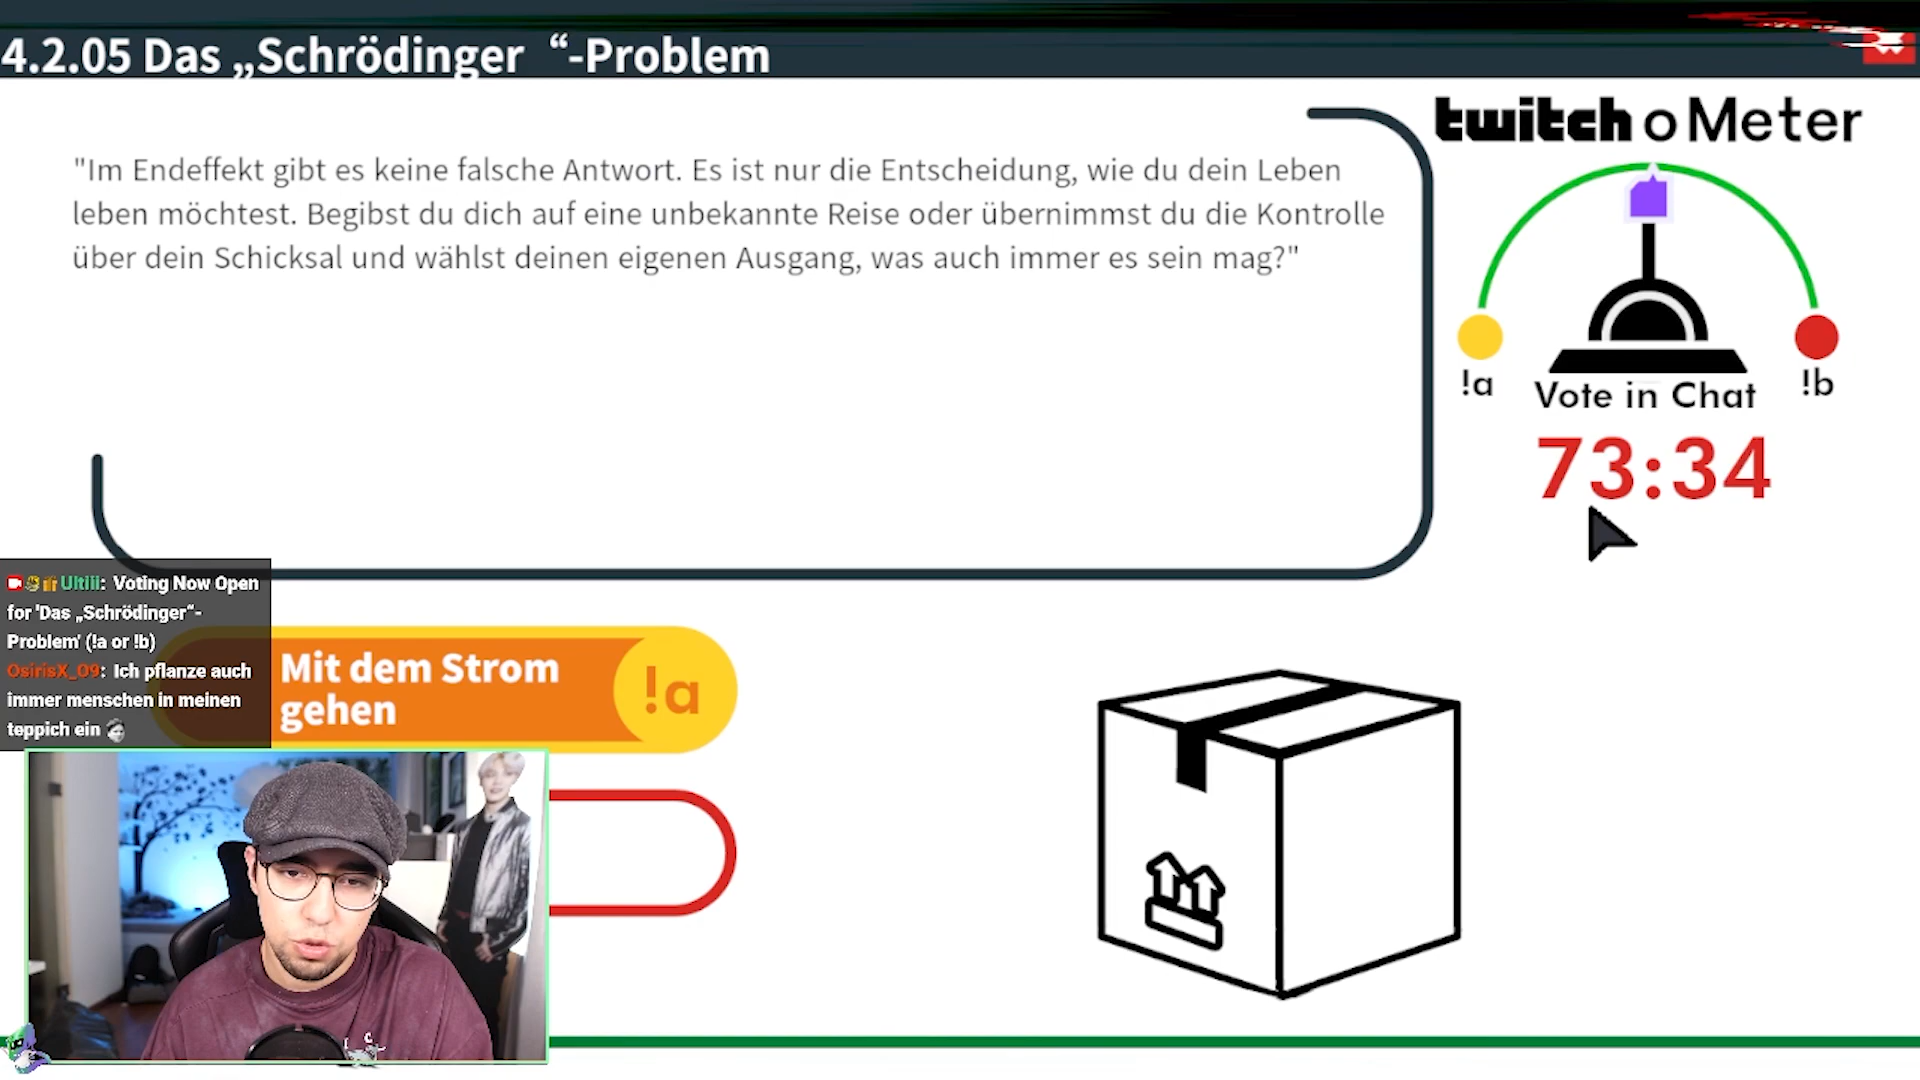 4.2.05 Das „Schrödinger “-Problem
"Im Endeffekt gibt es keine falsche Antwort. Es ist nur die Entscheidung, wie du dein Leben
leben möchtest. Begibst du dich auf eine unbekannte Reise oder übernimmst du die Kontrolle
über dein Schicksal und wählst deinen eigenen Ausgang, was auch immer es sein mag?"
twitch o Meter
!a
Vote in Chat
!b
73:34
Ultiii: Voting Now Open
for 'Das „Schrödinger“-
Problem' (!a or !b)
OsirisX_09: Ich pflanze auch
immer menschen in meinen
teppich ein
Mit dem Strom
gehen
!a